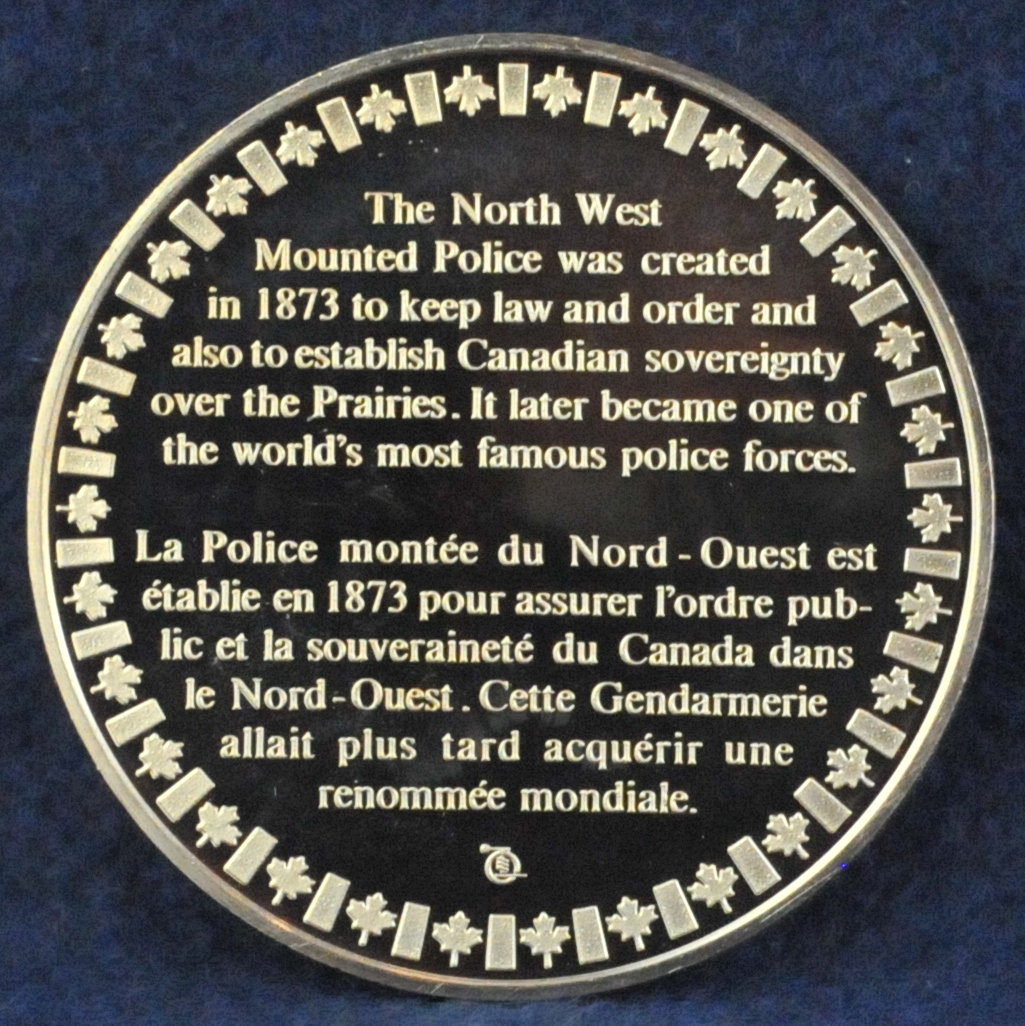 The North West
Mounted Police was created
in 1873 to keep law and order and
also to establish Canadian sovereignty
over the Prairies. It later became one of
the world's most famous police forces.
La Police montée du Nord-Ouest est
établie en 1873 pour assurer l'ordre pub-
lic et la souveraineté du Canada dans
le Nord-Ouest. Cette Gendarmerie
allait plus tard acquérir une
renommée mondiale.